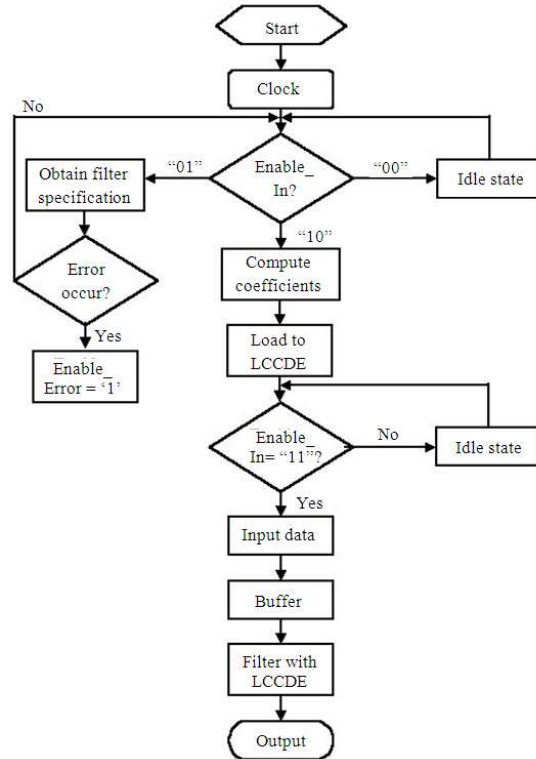 Start
Clock
No
Enable_
In?
"01"
"00"
Obtain filter
specification
Idle state
"10"
Error
occur?
Compute
coefficients
Yes
Enable_
Error = '1'
Load to
LCCDE
Enable_
In= "11"?
No
Idle state
Yes
Input data
Buffer
Filter with
LCCDE
Output